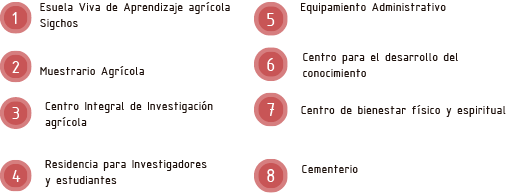 1 Esuela Viva de Aprendizaje agrícola
Sigchos
2 Muestrario Agrícola
3 Centro Integral de Investigación
agrícola
4 Residencia para Investigadores
y estudiantes
5 Equipamiento Administrativo
6 Centro para el desarrollo del
conocimiento
7 Centro de bienestar físico y espiritual
8 Cementerio